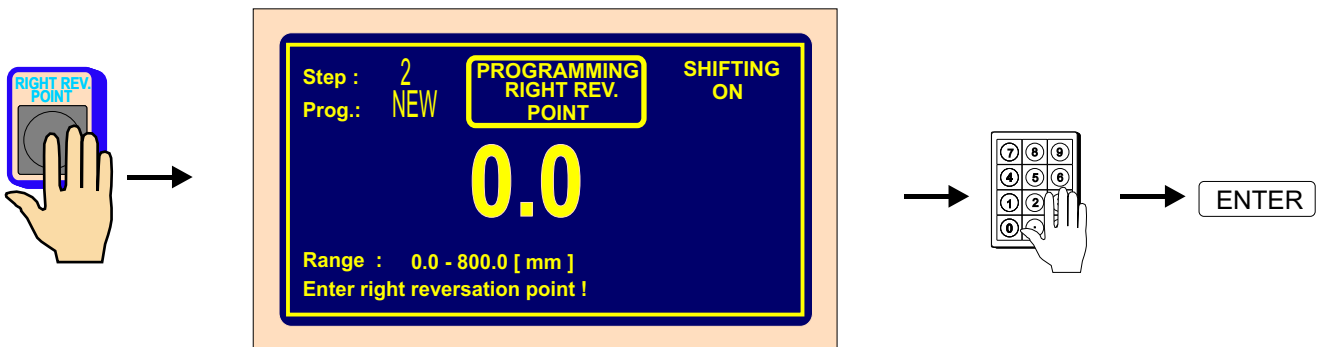 RIGHT REV.
POINT
Step : 2
Prog.: NEW
PROGRAMMING
RIGHT REV.
POINT
SHIFTING
ON
0.0
Range : 0.0 - 800.0 [ mm ]
Enter right reversation point !
7 8 9
4 5 6
1 2
0 .
ENTER